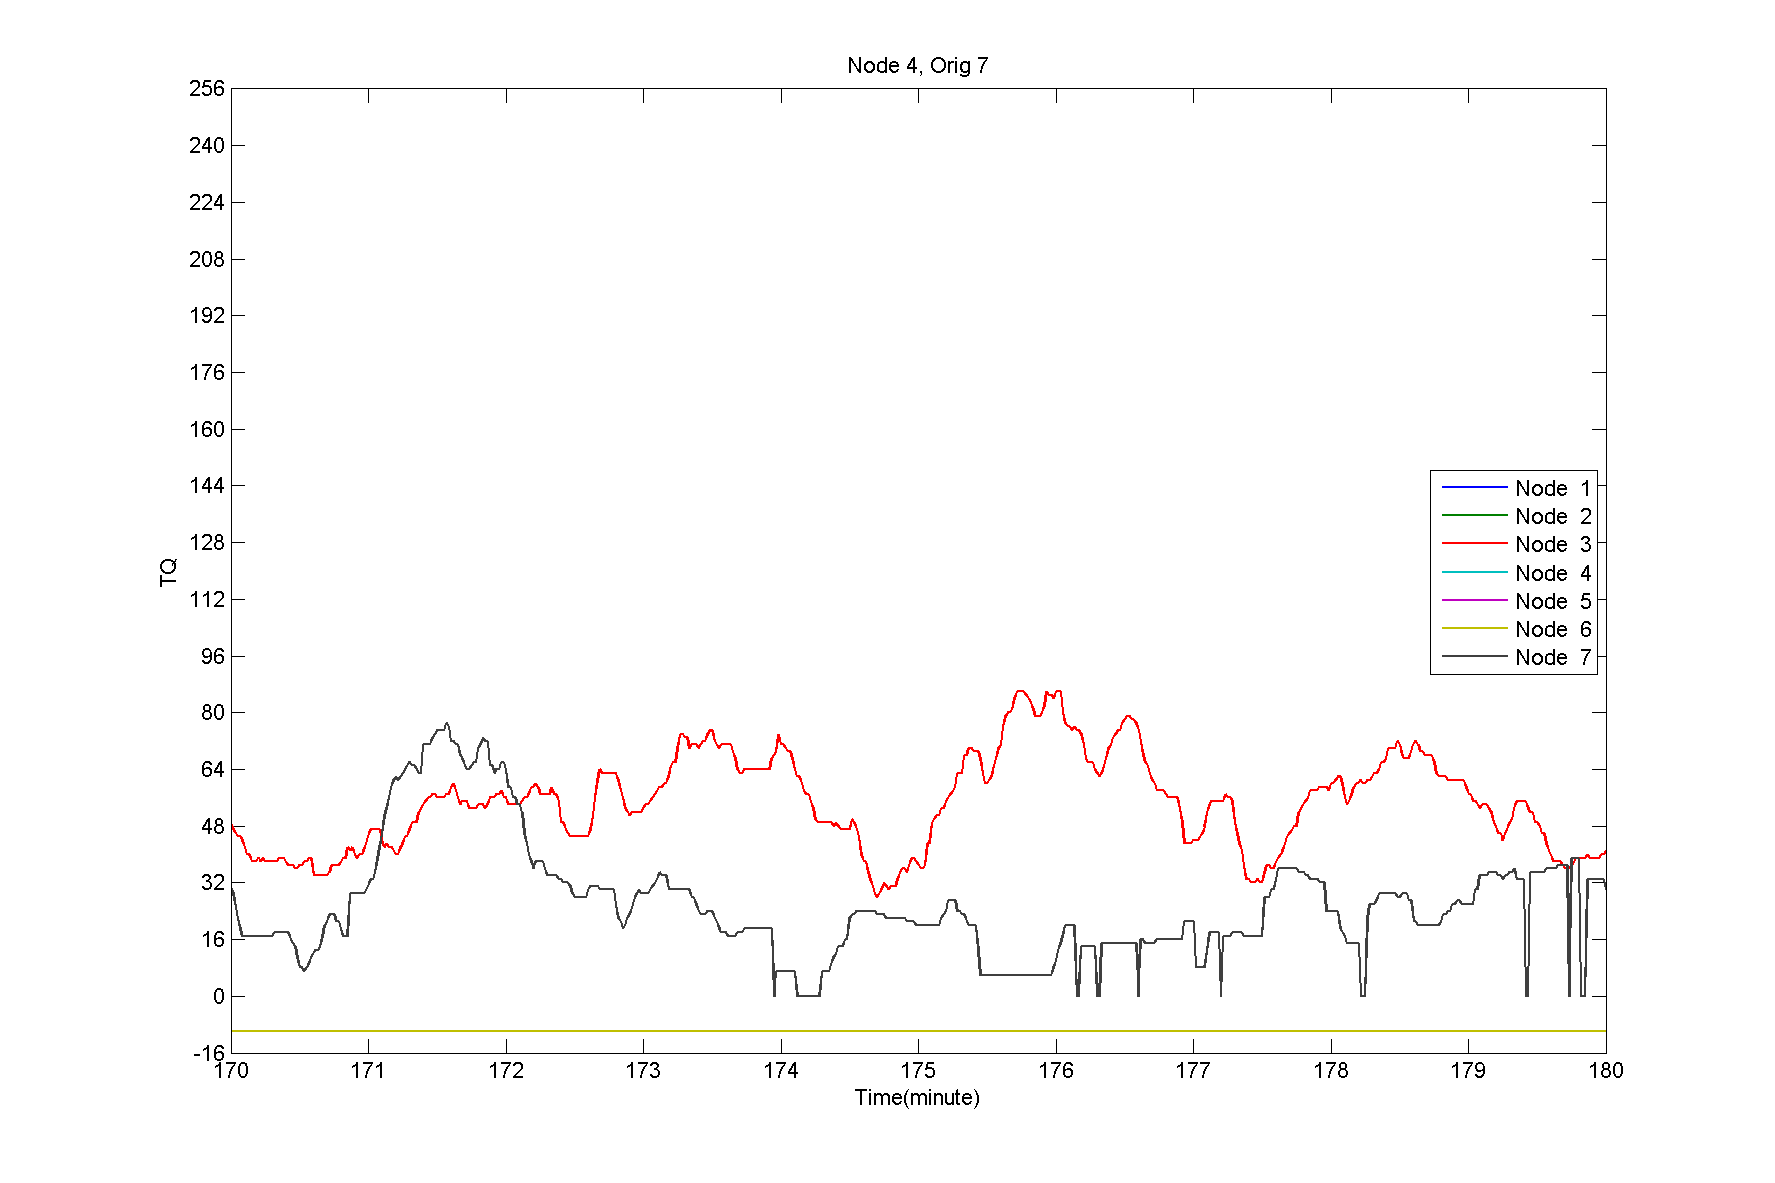 Node 4, Orig 7
256
240
224
208
192
176
160
144
128
112
96
80
64
48
32
16
0
-16
TQ
Node 1
Node 2
Node 3
Node 4
Node 5
Node 6
Node 7
170 171 172 173 174 175 176 177 178 179 180
Time(minute)